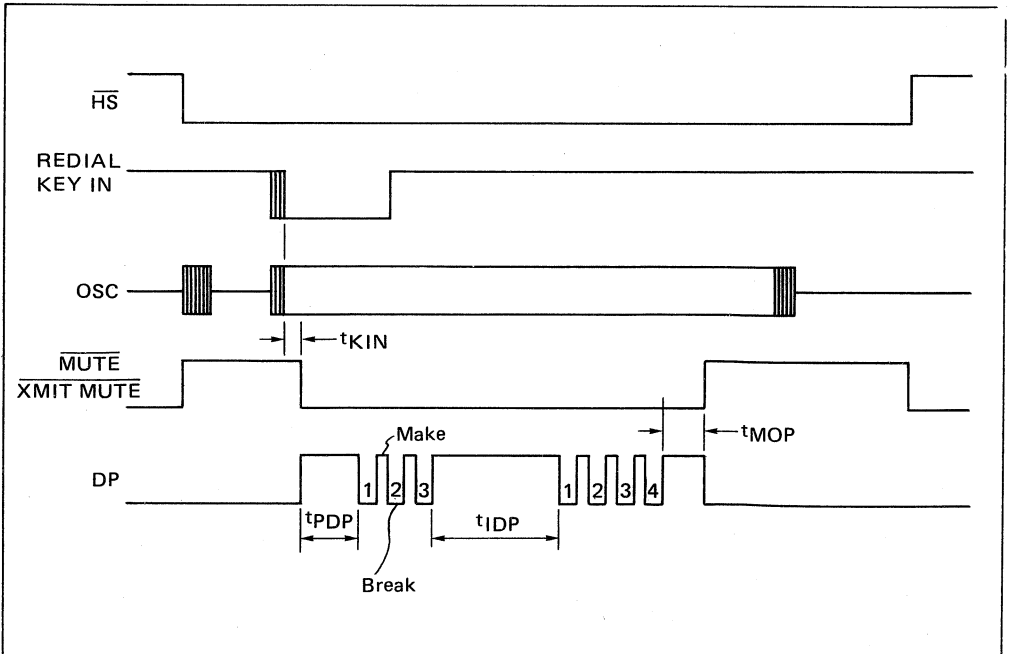 HS
REDIAL
KEY IN
OSC
tKIN
MUTE
XMIT MUTE
tMOP
Make
DP
1 2 3 1 2 3 4
tPDP
tIDP
Break